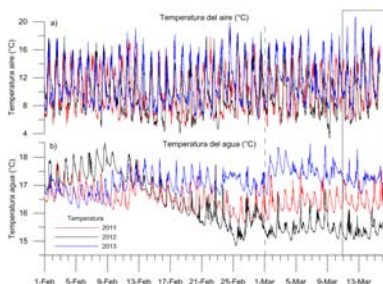 a) Temperatura del aire (°C)
Temperatura aire (°C)
20
16
12
8
4
b) Temperatura del agua (°C)
Temperatura agua (°C)
18
17
16
15
Temperatura
2011
2012
2013
1-Feb 5-Feb 9-Feb 13-Feb 17-Feb 21-Feb 25-Feb 1-Mar 5-Mar 9-Mar 13-Mar